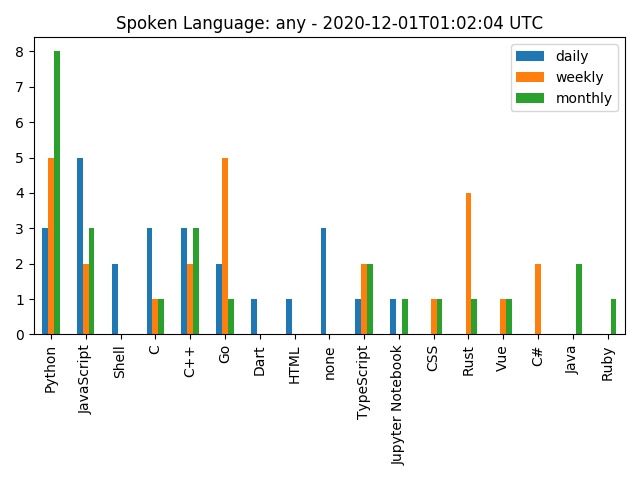 Spoken Language: any - 2020-12-01T01:02:04 UTC
daily
weekly
monthly
8
7
6
5
4
3
2
1
0
Python
JavaScript
Shell
C
C++
Go
Dart
HTML
none
TypeScript
Jupyter Notebook
CSS
Rust
Vue
C#
Java
Ruby